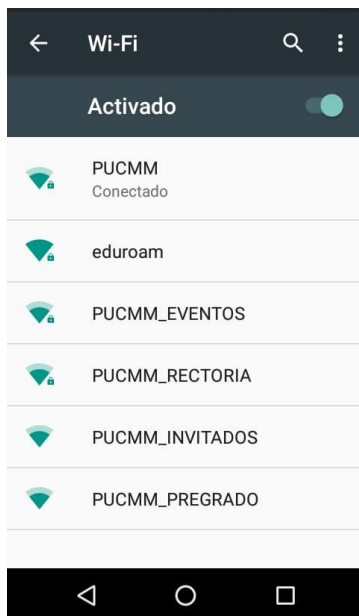 Wi-Fi
Activado
PUCMM
Conectado
eduroam
PUCMM_EVENTOS
PUCMM_RECTORIA
PUCMM_INVITADOS
PUCMM_PREGRADO